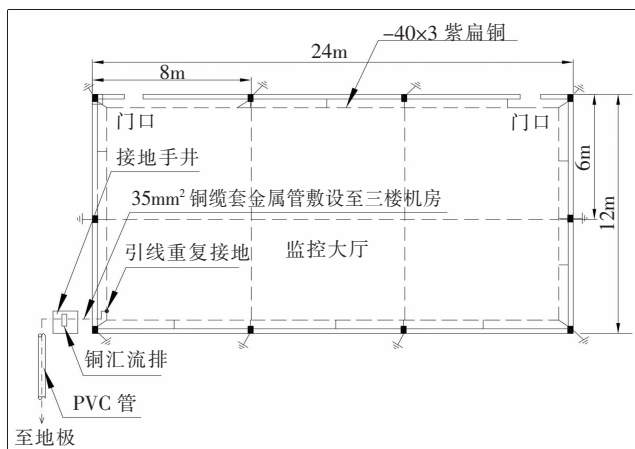 -40×3 紫扁铜
24m
8m
门口
门口
接地手井
6m
35mm² 铜缆套金属管敷设至三楼机房
12m
引线重复接地
监控大厅
铜汇流排
PVC 管
至地极